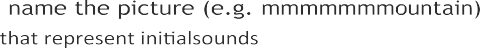 name the picture (e.g. mmmmmmmountain)
that represent initialsounds